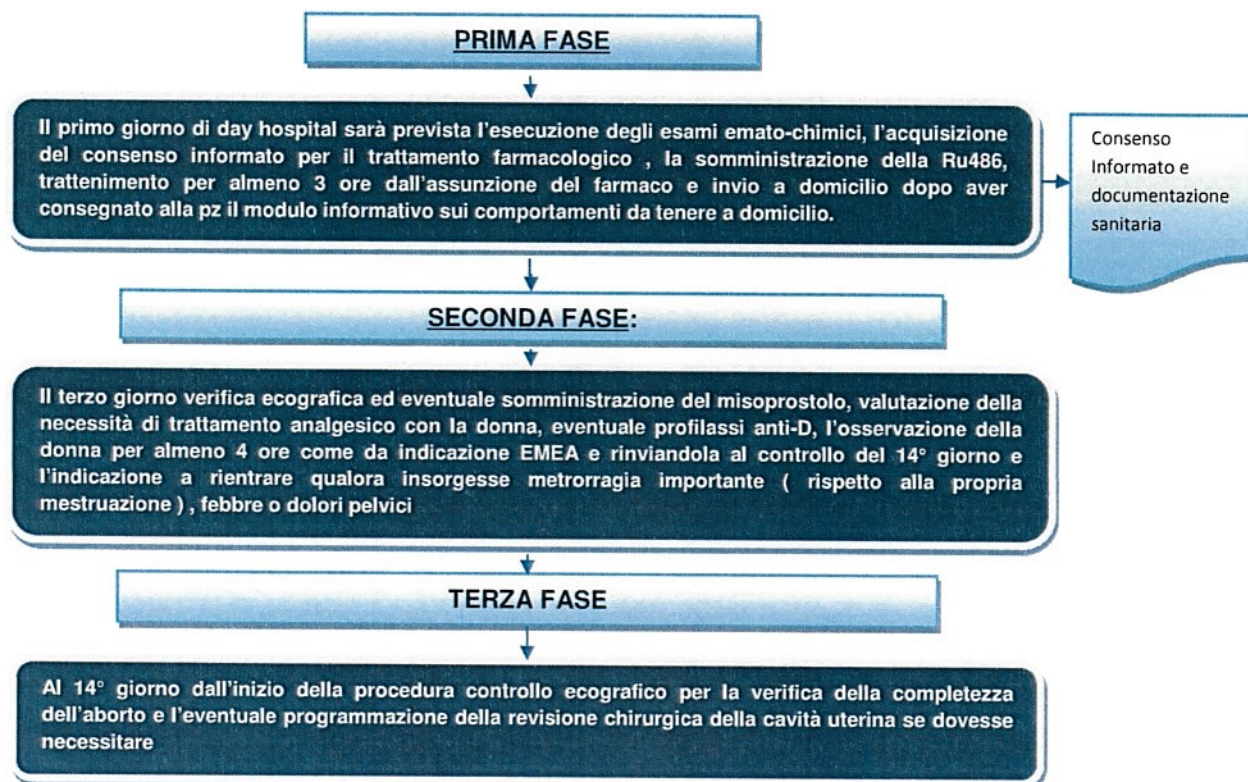 PRIMA FASE
Il primo giorno di day hospital sarà prevista l'esecuzione degli esami emato-chimici, l'acquisizione
del consenso informato per il trattamento farmacologico , la somministrazione della Ru486,
trattenimento per almeno 3 ore dall'assunzione del farmaco e invio a domicilio dopo aver
consegnato alla pz il modulo informativo sui comportamenti da tenere a domicilio.
Consenso
Informato e
documentazione
sanitaria
SECONDA FASE:
Il terzo giorno verifica ecografica ed eventuale somministrazione del misoprostolo, valutazione della
necessità di trattamento analgesico con la donna, eventuale profilassi anti-D, l'osservazione della
donna per almeno 4 ore come da indicazione EMEA e rinviandola al controllo del 14° giorno e
l'indicazione a rientrare qualora insorgesse metrorragia importante ( rispetto alla propria
mestruazione ) , febbre o dolori pelvici
TERZA FASE
Al 14° giorno dall'inizio della procedura controllo ecografico per la verifica della completezza
dell'aborto e l'eventuale programmazione della revisione chirurgica della cavità uterina se dovesse
necessitare